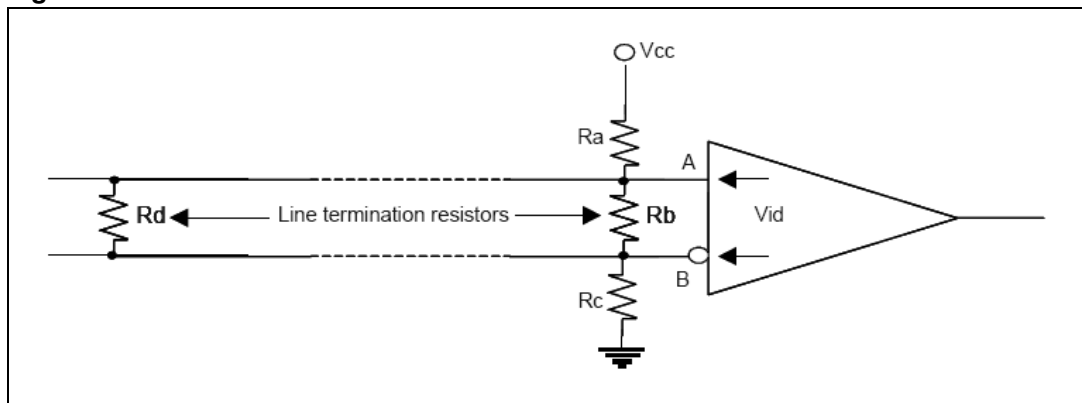 Vcc
Ra
A
Rd
Line termination resistors
Rb
Vid
B
Rc